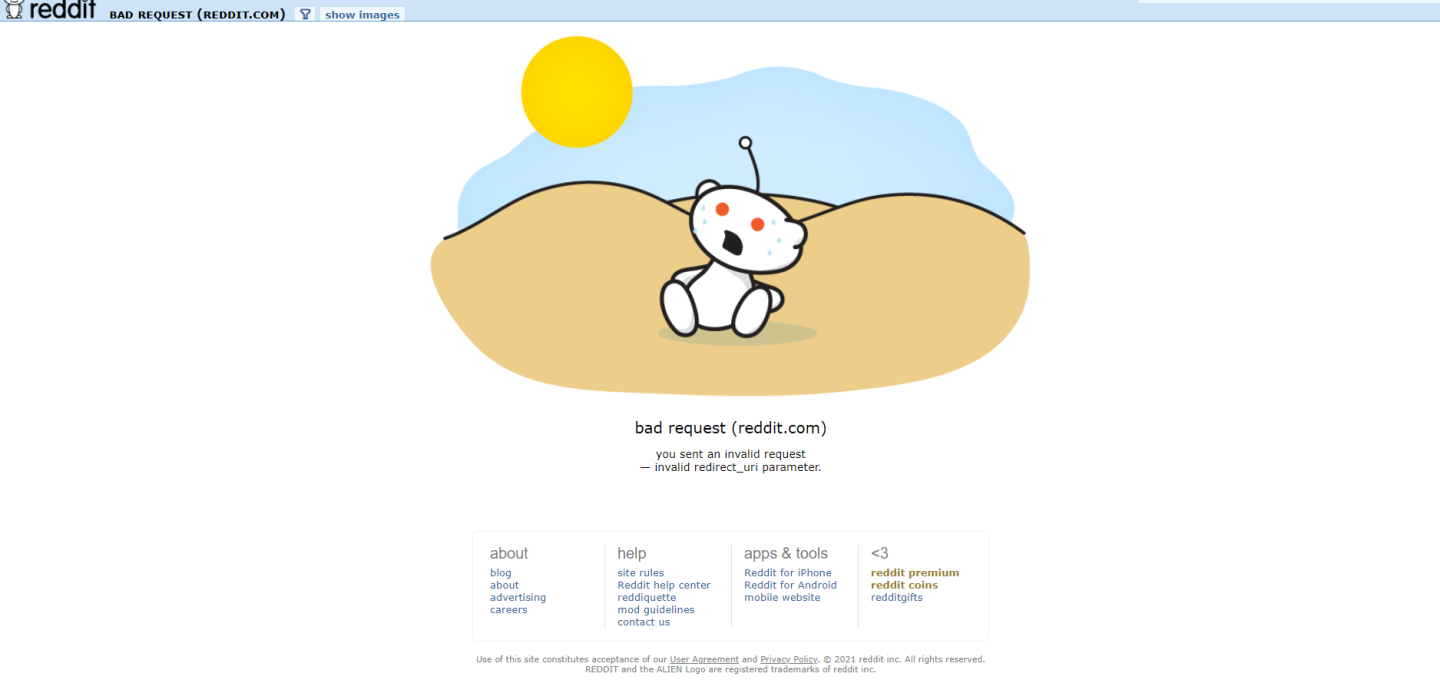 reddit BAD REQUEST (REDDIT.COM) show images
bad request (reddit.com)
you sent an invalid request
— invalid redirect_uri parameter.
about
blog
about
advertising
careers
help
site rules
Reddit help center
reddiquette
mod guidelines
contact us
apps & tools
Reddit for iPhone
Reddit for Android
mobile website
<3
reddit premium
reddit coins
redditgifts
Use of this site constitutes acceptance of our User Agreement and Privacy Policy. © 2021 reddit inc. All rights reserved.
REDDIT and the ALIEN Logo are registered trademarks of reddit inc.